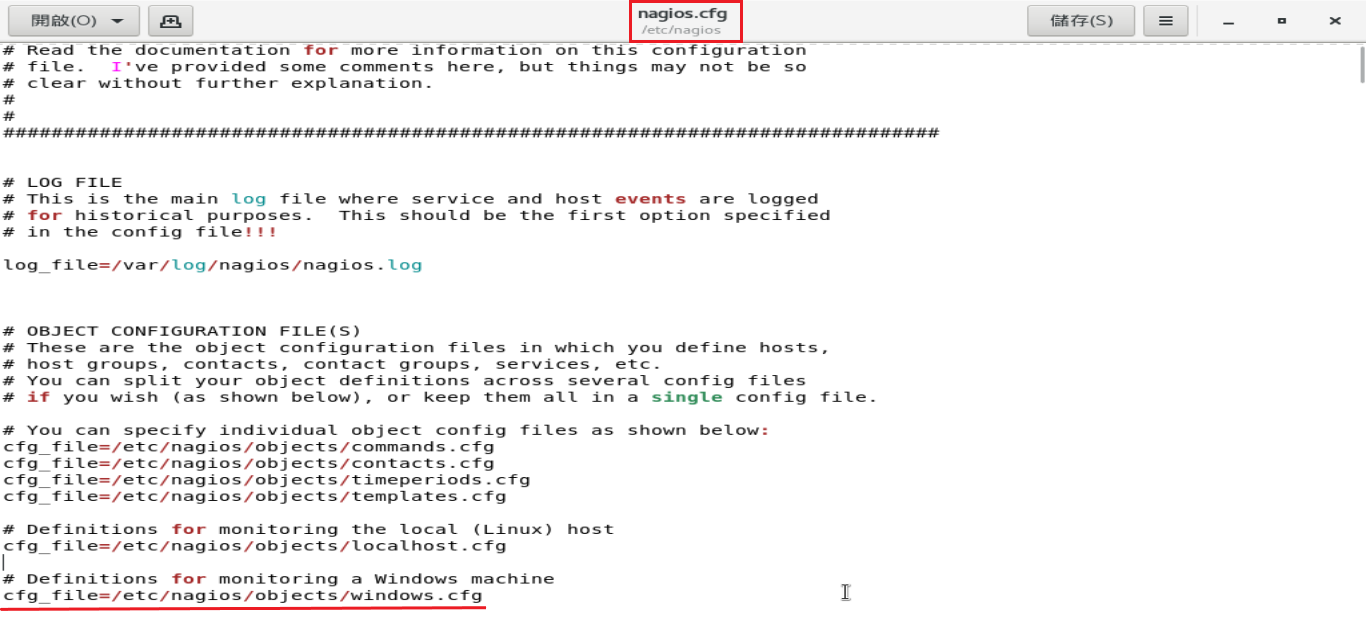 開啟(O)
nagios.cfg
/etc/nagios
儲存(S)
# Read the documentation for more information on this configuration
# file.  I've provided some comments here, but things may not be so
# clear without further explanation.
#
#
##############################################################################
# LOG FILE
# This is the main log file where service and host events are logged
# for historical purposes.  This should be the first option specified
# in the config file!!!
log_file=/var/log/nagios/nagios.log
# OBJECT CONFIGURATION FILE(S)
# These are the object configuration files in which you define hosts,
# host groups, contacts, contact groups, services, etc.
# You can split your object definitions across several config files
# if you wish (as shown below), or keep them all in a single config file.
# You can specify individual object config files as shown below:
cfg_file=/etc/nagios/objects/commands.cfg
cfg_file=/etc/nagios/objects/contacts.cfg
cfg_file=/etc/nagios/objects/timeperiods.cfg
cfg_file=/etc/nagios/objects/templates.cfg
# Definitions for monitoring the local (Linux) host
cfg_file=/etc/nagios/objects/localhost.cfg
# Definitions for monitoring a Windows machine
cfg_file=/etc/nagios/objects/windows.cfg